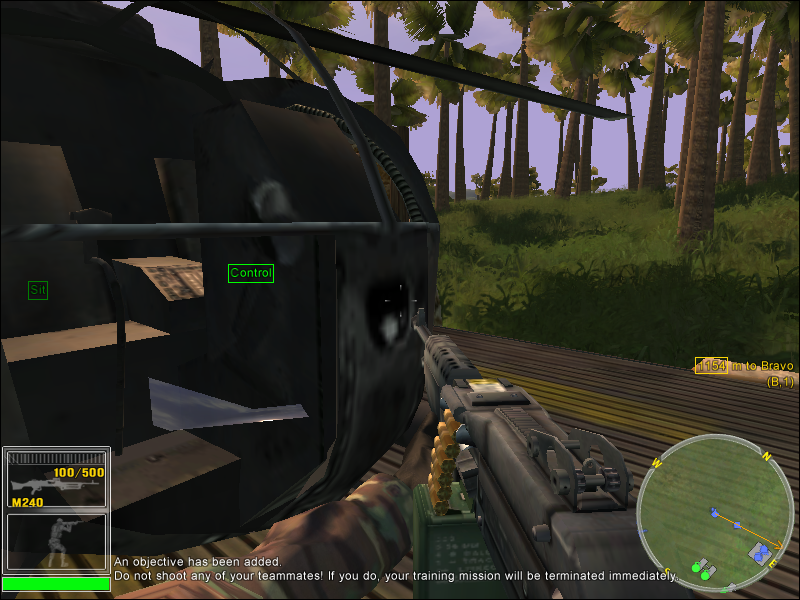 Control
Sit
1154 m to Bravo
(B,1)
100/500
M240
W
N
S
E
An objective has been added.
Do not shoot any of your teammates! If you do, your training mission will be terminated immediately.